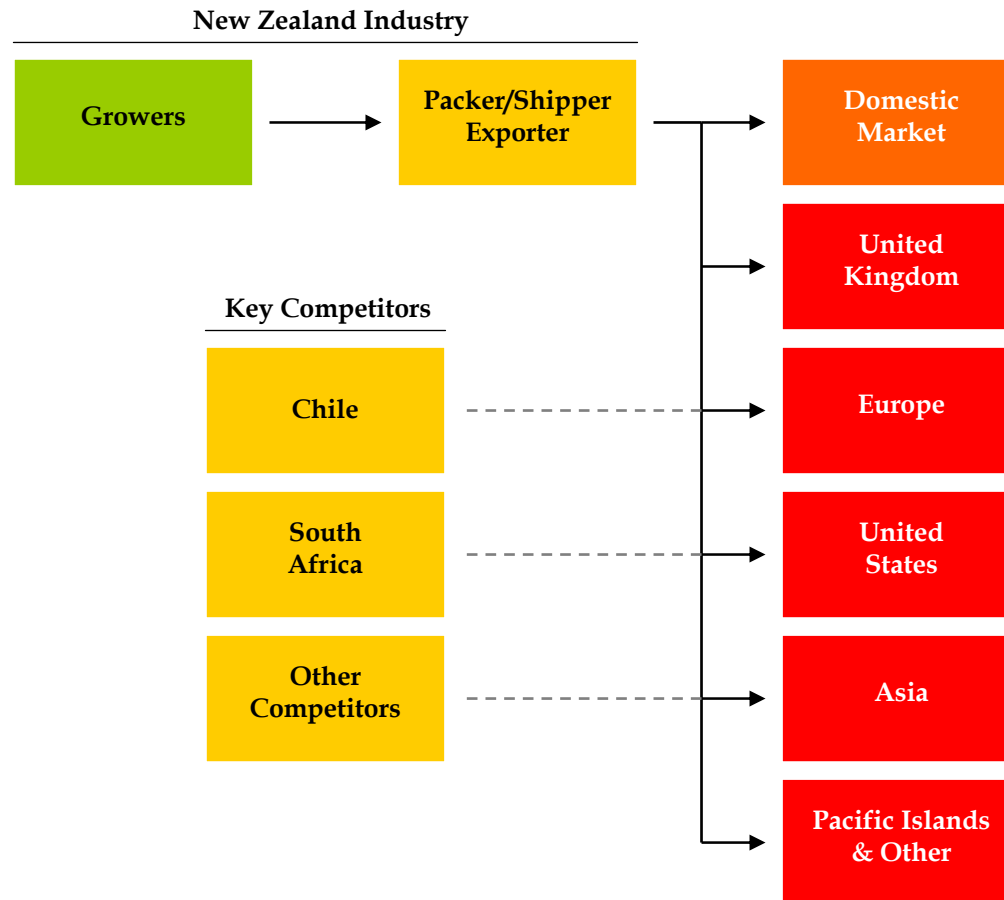 New Zealand Industry
Growers
Packer/Shipper
Exporter
Domestic
Market
United
Kingdom
Key Competitors
Chile
Europe
South
Africa
United
States
Other
Competitors
Asia
Pacific Islands
& Other